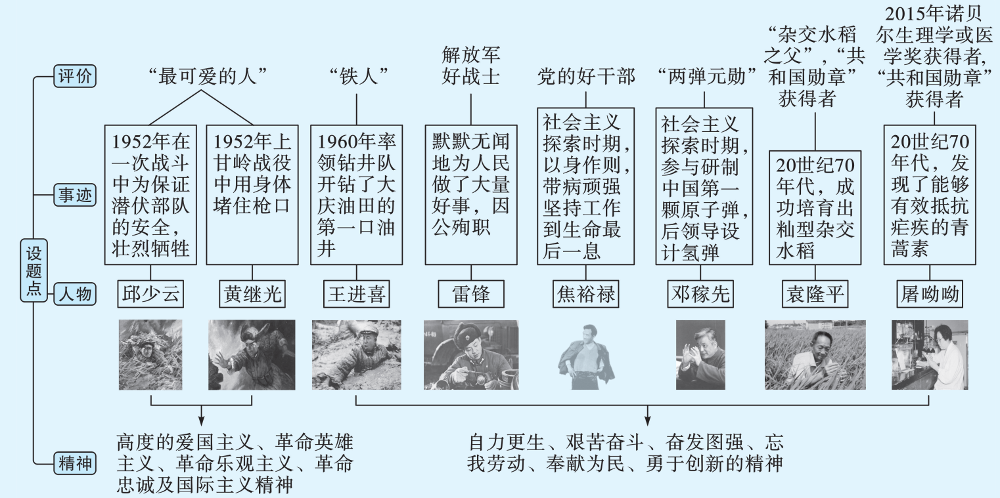 设题点
评价
“最可爱的人”
“铁人”
解放军
好战士
党的好干部
“两弹元勋”
“杂交水稻
之父”，“共
和国勋章”
获得者
2015年诺贝
尔生理学或医
学奖获得者，
“共和国勋章”
获得者
事迹
1952年在
一次战斗
中为保证
潜伏部队
的安全，
壮烈牺牲
1952年上
甘岭战役
中用身体
堵住枪口
1960年率
领钻井队
开钻了大
庆油田的
第一口油
井
默默无闻
地为人民
做了大量
好事，因
公殉职
社会主义
探索时期，
以身作则，
带病顽强
坚持工作
到生命最
后一息
社会主义
探索时期，
参与研制
中国第一
颗原子弹，
后领导设
计氢弹
20世纪70
年代，成
功培育出
籼型杂交
水稻
20世纪70
年代，发
现了能够
有效抵抗
疟疾的青
蒿素
人物
邱少云
黄继光
王进喜
雷锋
焦裕禄
邓稼先
袁隆平
屠呦呦
精神
高度的爱国主义、革命英雄
主义、革命乐观主义、革命
忠诚及国际主义精神
自力更生、艰苦奋斗、奋发图强、忘
我劳动、奉献为民、勇于创新的精神